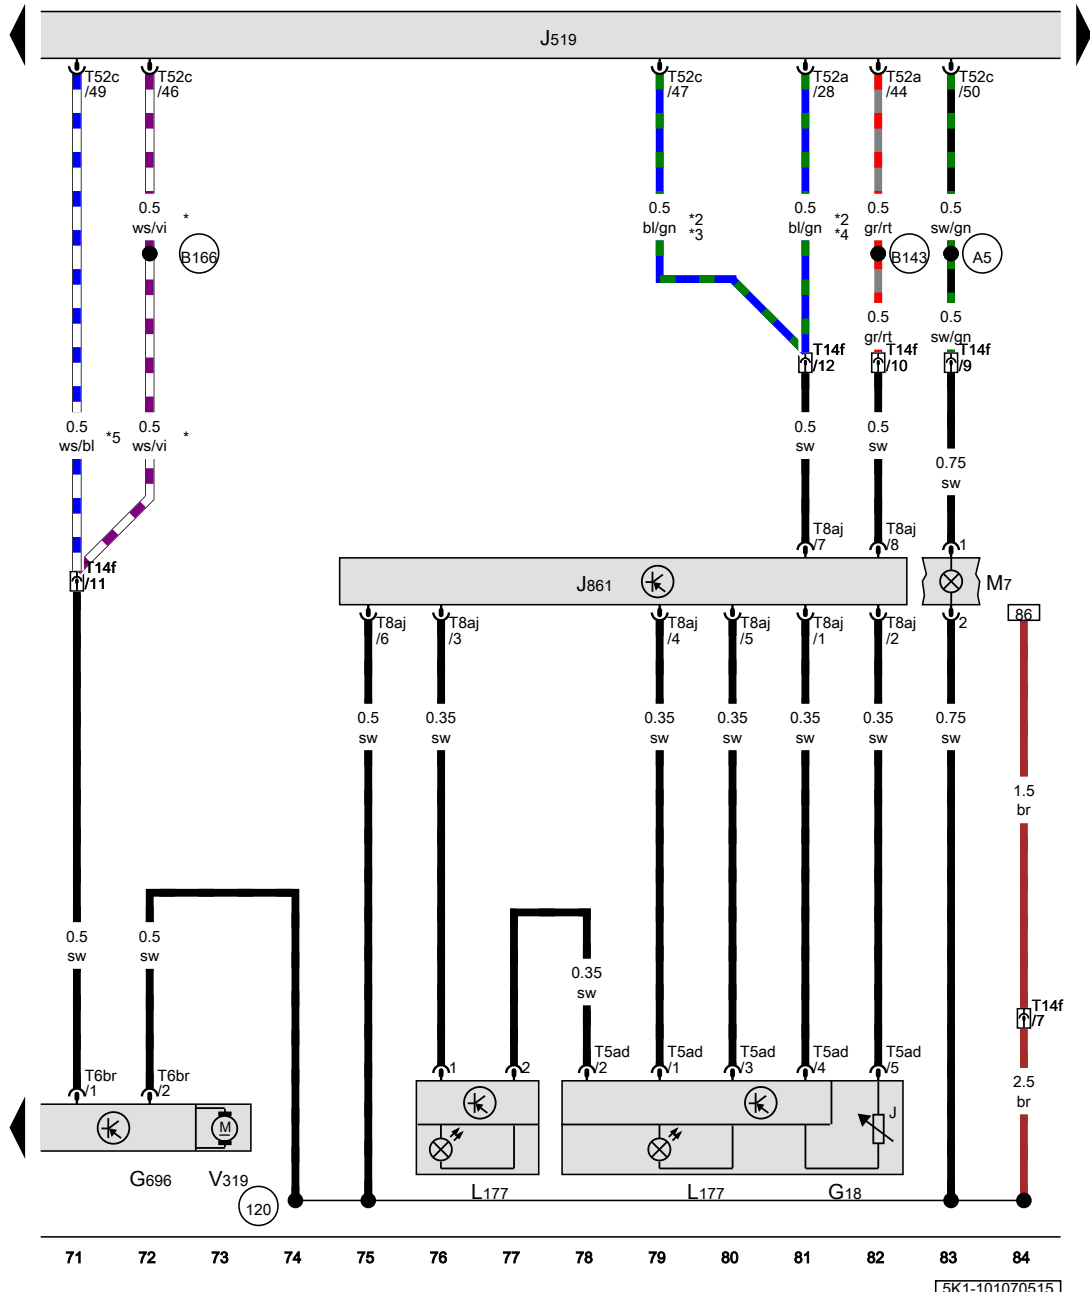 J519
T52c
/49
T52c
/46
T52c
/47
T52a
/28
T52a
/44
T52c
/50
0.5
ws/vi
*
0.5
bl/gn
*2
*3
0.5
bl/gn
*2
*4
0.5
gr/rt
0.5
sw/gn
B166
B143
A5
0.5
gr/rt
0.5
sw/gn
T14f
/12
T14f
/10
T14f
/9
0.5
ws/bl
*5
0.5
ws/vi
*
0.5
sw
0.5
sw
0.75
sw
T8aj
/7
T8aj
/8
1
T14f
/11
J861
M7
T8aj
/6
T8aj
/3
T8aj
/4
T8aj
/5
T8aj
/1
T8aj
/2
2
86
0.5
sw
0.35
sw
0.35
sw
0.35
sw
0.35
sw
0.35
sw
0.75
sw
1.5
br
0.5
sw
0.5
sw
0.35
sw
T14f
/7
T6br
/1
T6br
/2
1
2
T5ad
/2
T5ad
/1
T5ad
/3
T5ad
/4
T5ad
/5
2.5
br
M
J
G696
V319
L177
L177
G18
120
71 72 73 74 75 76 77 78 79 80 81 82 83 84
5K1-101070515